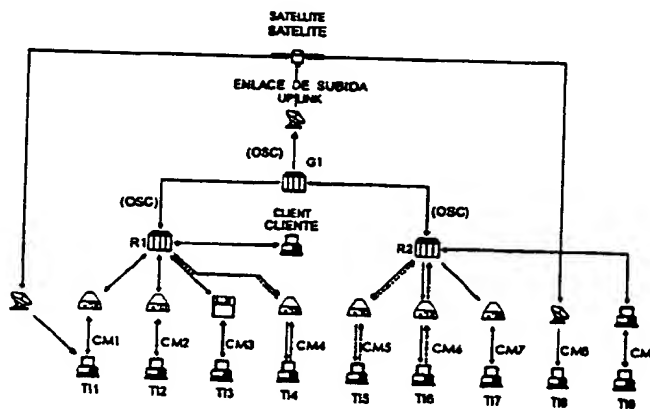 SATELLITE
SATELITE
ENLACE DE SUBIDA
UPLINK
(OSC)
G1
(OSC)
CLIENT
CLIENTE
(OSC)
R1
R2
CM1
CM2
CM3
CM4
CM5
CM6
CM7
CM8
CM
TI1
TI2
TI3
TI4
TI5
TI6
TI7
TI8
TI9